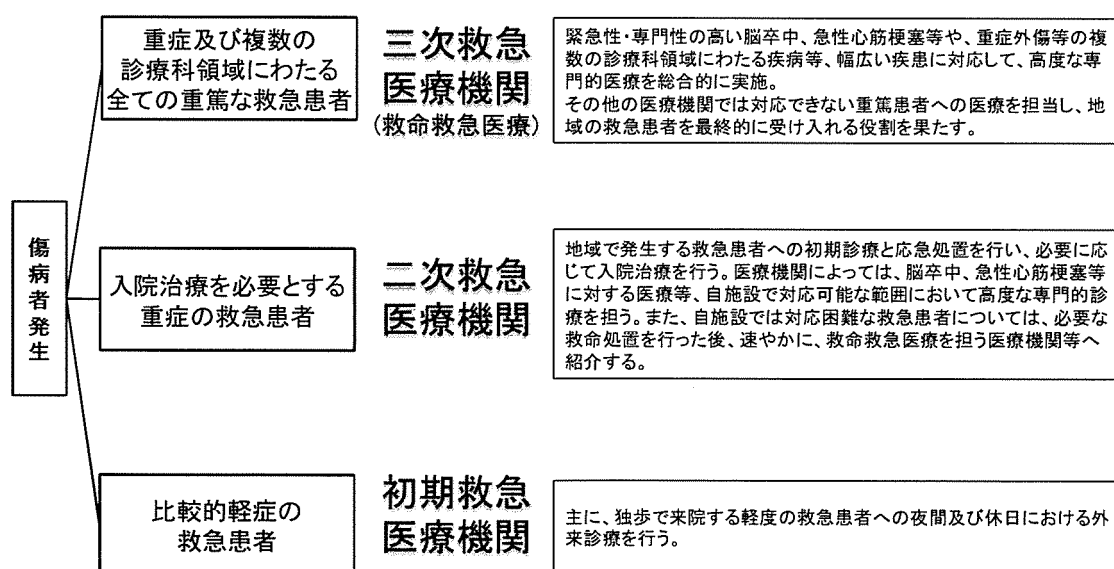 重症及び複数の
診療科領域にわたる
全ての重篤な救急患者
三次救急
医療機関
(救命救急医療)
緊急性・専門性の高い脳卒中、急性心筋梗塞等や、重症外傷等の複
数の診療科領域にわたる疾病等、幅広い疾患に対応して、高度な専
門的医療を総合的に実施。
その他の医療機関では対応できない重篤患者への医療を担当し、地
域の救急患者を最終的に受け入れる役割を果たす。
傷病者発生
入院治療を必要とする
重症の救急患者
二次救急
医療機関
地域で発生する救急患者への初期診療と応急処置を行い、必要に応
じて入院治療を行う。医療機関によっては、脳卒中、急性心筋梗塞等
に対する医療等、自施設で対応可能な範囲において高度な専門的診
療を担う。また、自施設では対応困難な救急患者については、必要な
救命処置を行った後、速やかに、救命救急医療を担う医療機関等へ
紹介する。
比較的軽症の
救急患者
初期救急
医療機関
主に、独歩で来院する軽度の救急患者への夜間及び休日における外
来診療を行う。